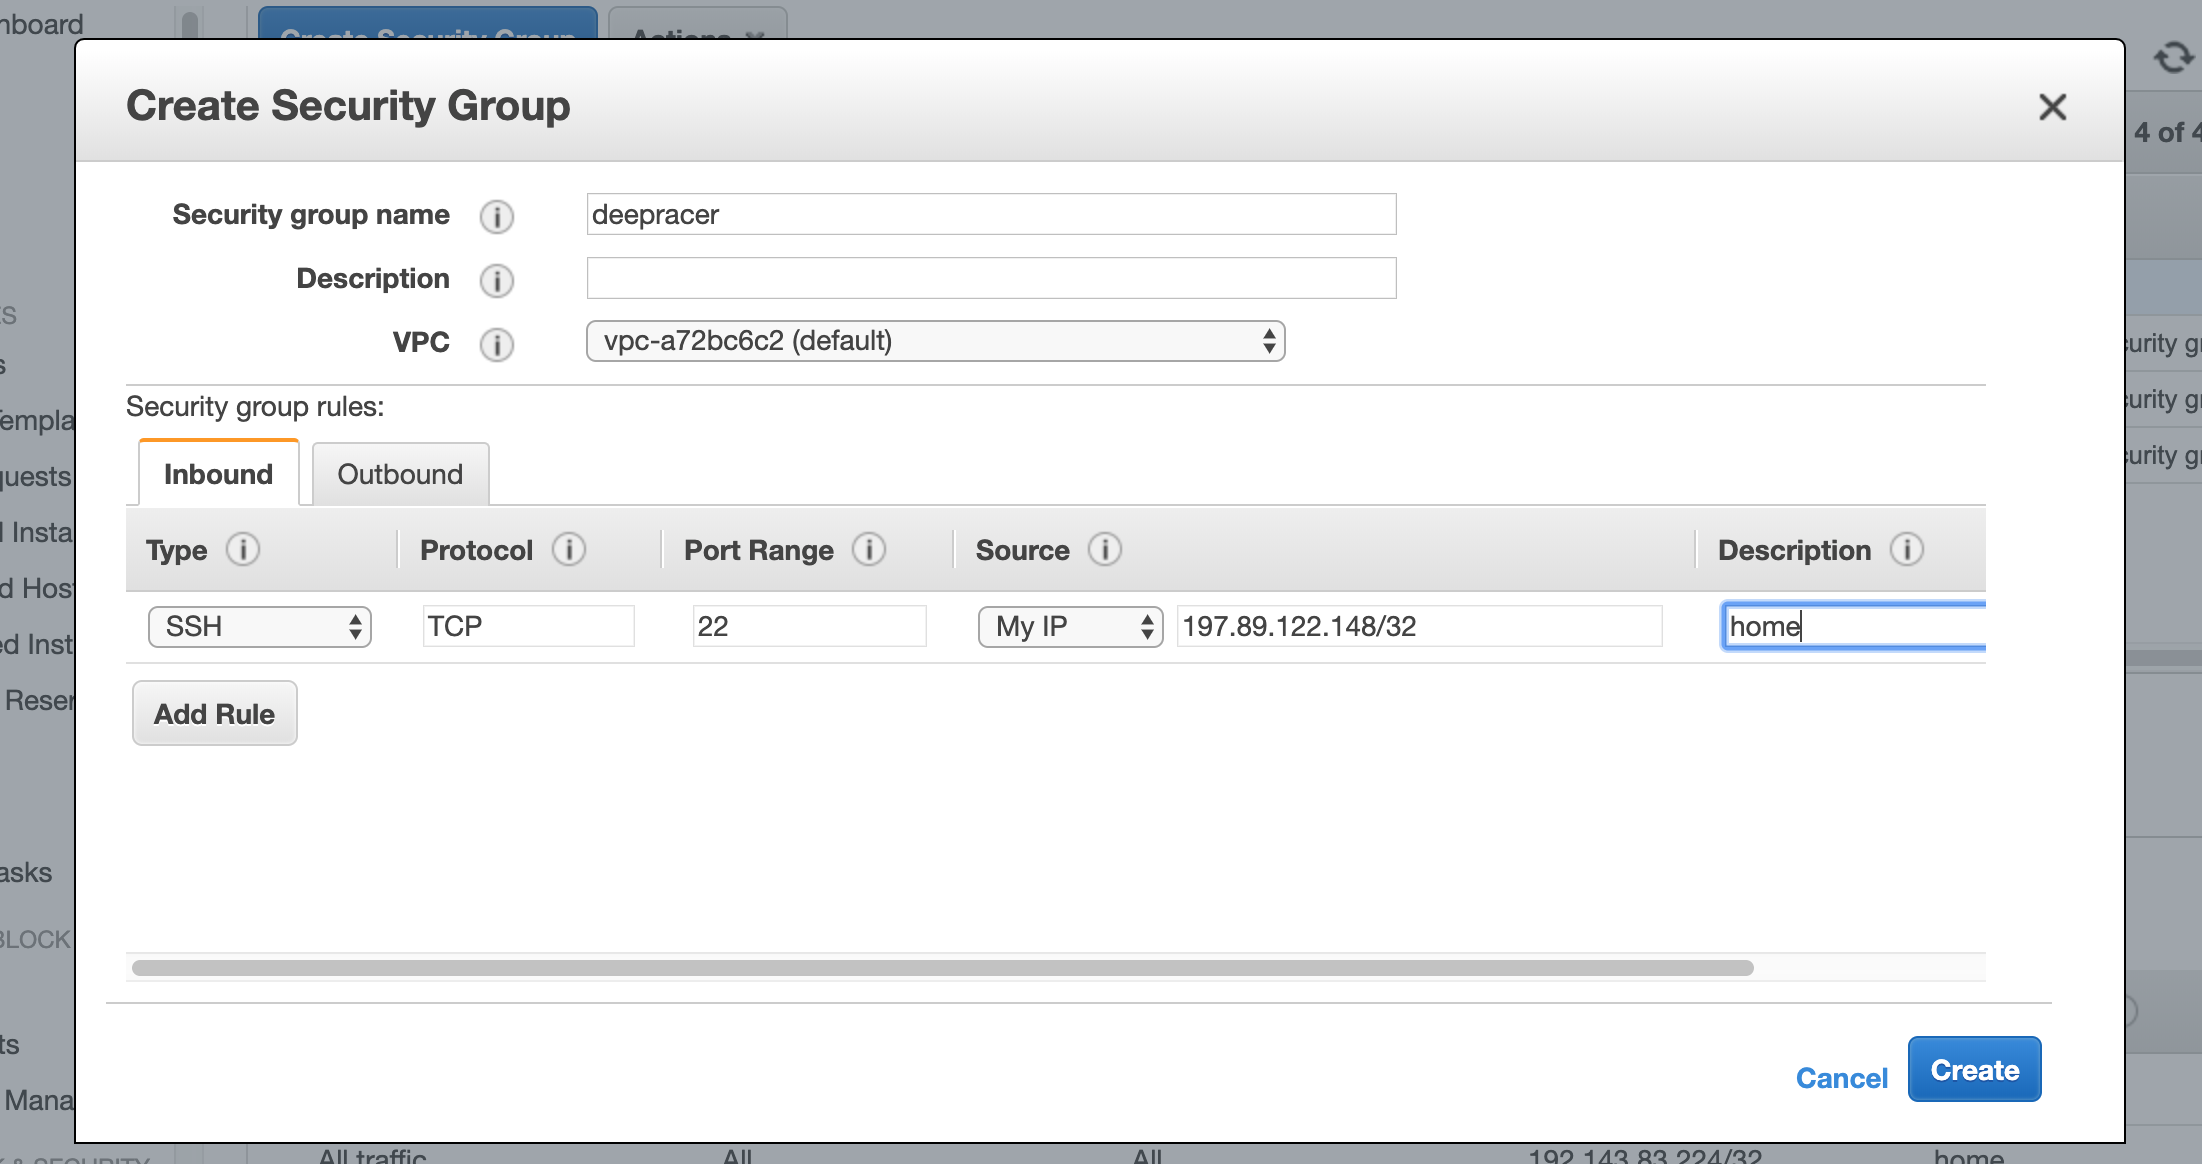 hboard
Create Security Group
Actions
Create Security Group
4 of 4
Security group name
deepracer
Description
VPC
vpc-a72bc6c2 (default)
Security group rules:
Inbound
Outbound
Type
Protocol
Port Range
Source
Description
SSH
TCP
22
My IP
197.89.122.148/32
home
Add Rule
Cancel
Create
ES
s
empla
quests
d Insta
d Hos
ed Inst
Reser
asks
BLOCK
ts
Mana
& SECURITY
urity g
urity g
urity g
All traffic
All
All
192.143.83.224/32
home